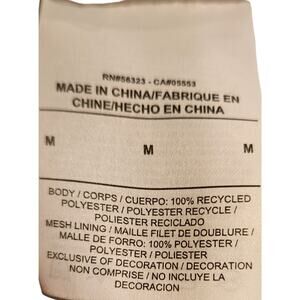 RN#56323 - CA#05553
MADE IN CHINA/FABRIQUE EN
CHINE/HECHO EN CHINA
M M M
BODY / CORPS / CUERPO: 100% RECYCLED
POLYESTER / POLYESTER RECYCLE /
POLIESTER RECICLADO
MESH LINING / MAILLE FILET DE DOUBLURE /
MALLE DE FORRO: 100% POLYESTER /
POLYESTER / POLIESTER
EXCLUSIVE OF DECORATION / DECORATION
NON COMPRISE / NO INCLUYE LA
DECORACION